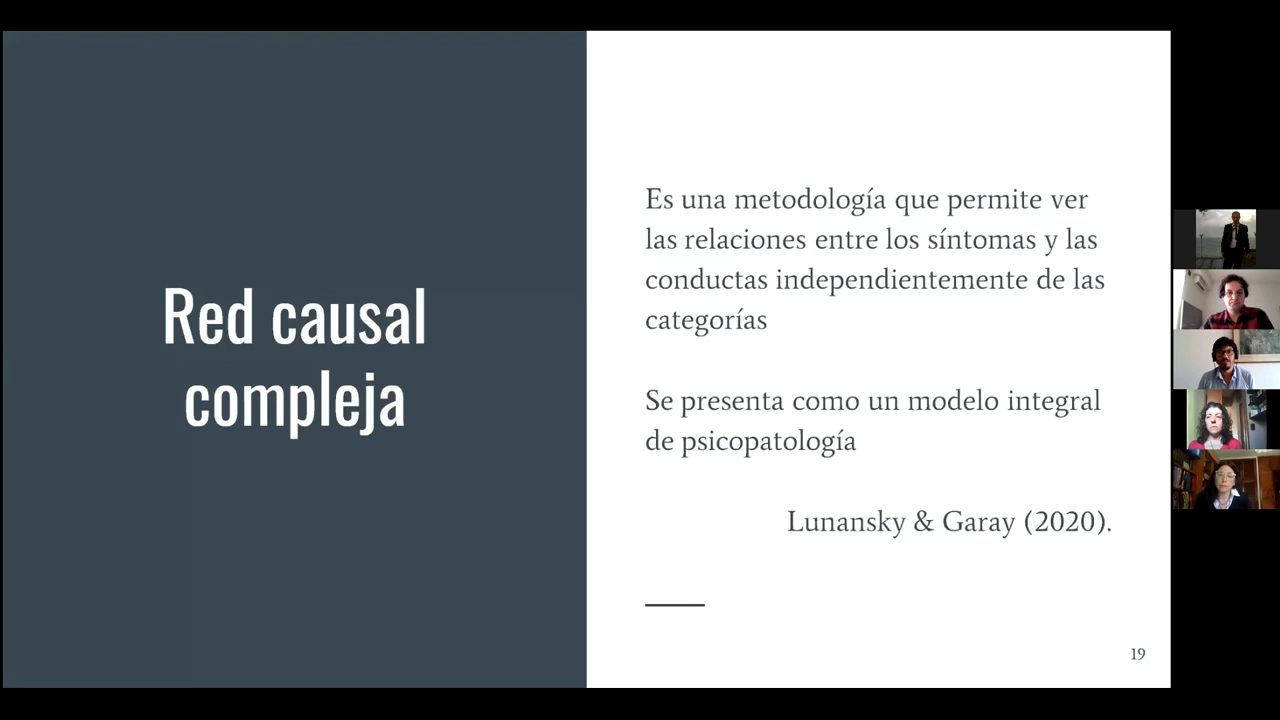 Red causal
compleja
Es una metodología que permite ver
las relaciones entre los síntomas y las
conductas independientemente de las
categorías
Se presenta como un modelo integral
de psicopatología
Lunansky & Garay (2020).
19